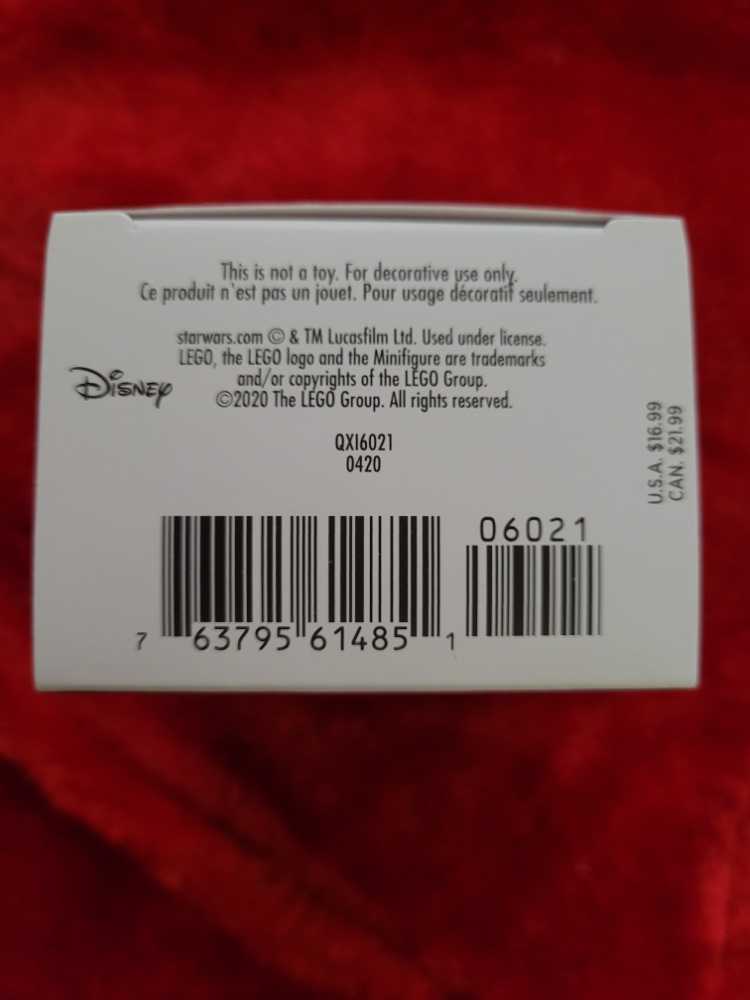 This is not a toy. For decorative use only.
Ce produit n'est pas un jouet. Pour usage décoratif seulement.
starwars.com © & TM Lucasfilm Ltd. Used under license.
LEGO, the LEGO logo and the Minifigure are trademarks
and/or copyrights of the LEGO Group.
©2020 The LEGO Group. All rights reserved.
Disney
QXI6021
0420
U.S.A. $16.99
CAN. $21.99
06021
7 63795 61485 1